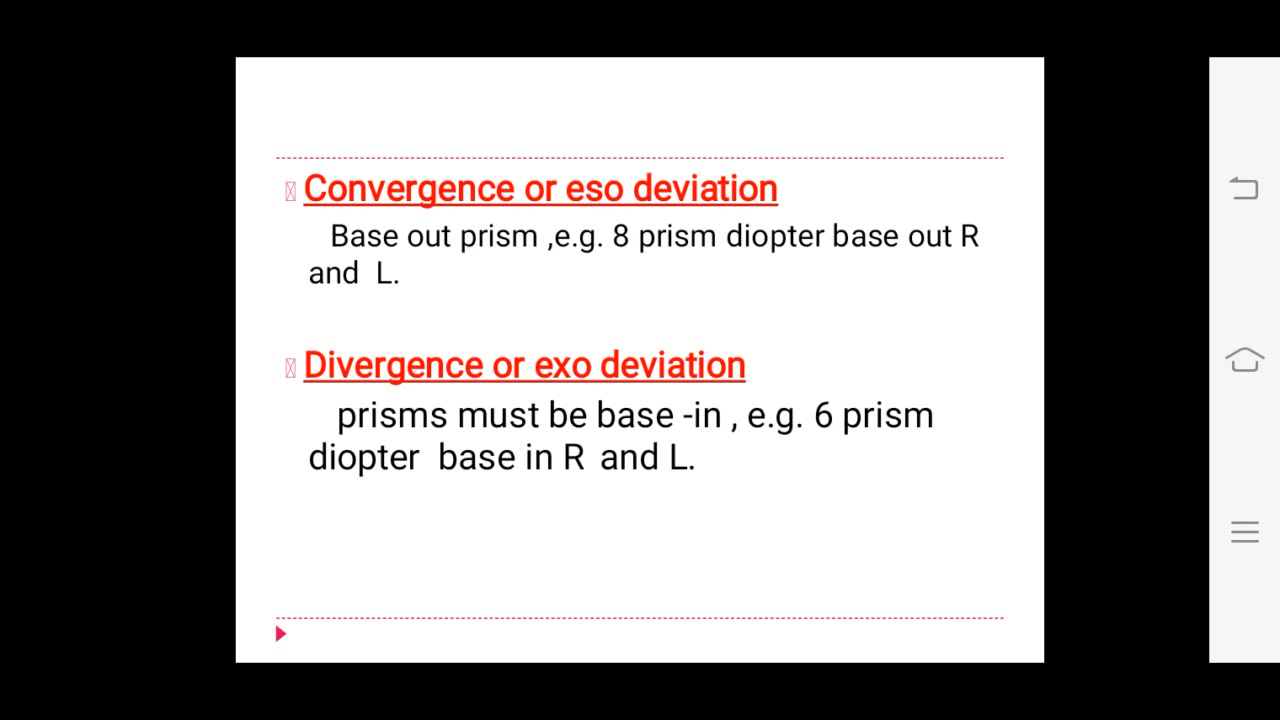 Convergence or eso deviation
Base out prism ,e.g. 8 prism diopter base out R
and L.
Divergence or exo deviation
prisms must be base -in , e.g. 6 prism
diopter base in R and L.